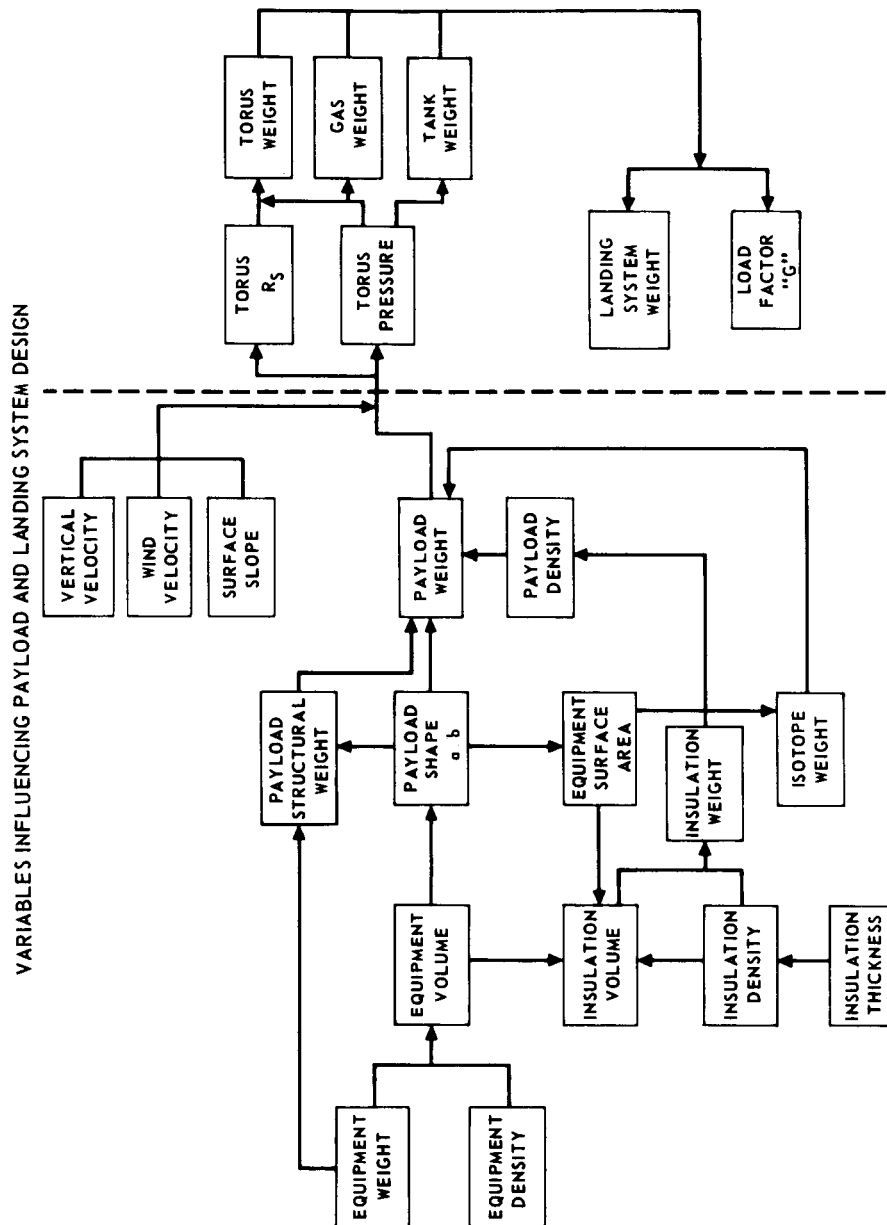 VARIABLES INFLUENCING PAYLOAD AND LANDING SYSTEM DESIGN
EQUIPMENT
WEIGHT
EQUIPMENT
DENSITY
EQUIPMENT
VOLUME
INSULATION
VOLUME
INSULATION
DENSITY
INSULATION
THICKNESS
PAYLOAD
STRUCTURAL
WEIGHT
PAYLOAD
SHAPE
a b
EQUIPMENT
SURFACE
AREA
INSULATION
WEIGHT
ISOTOPE
WEIGHT
VERTICAL
VELOCITY
WIND
VELOCITY
SURFACE
SLOPE
PAYLOAD
WEIGHT
PAYLOAD
DENSITY
TORUS
RS
TORUS
PRESSURE
TORUS
WEIGHT
GAS
WEIGHT
TANK
WEIGHT
LANDING
SYSTEM
WEIGHT
LOAD
FACTOR
"G"